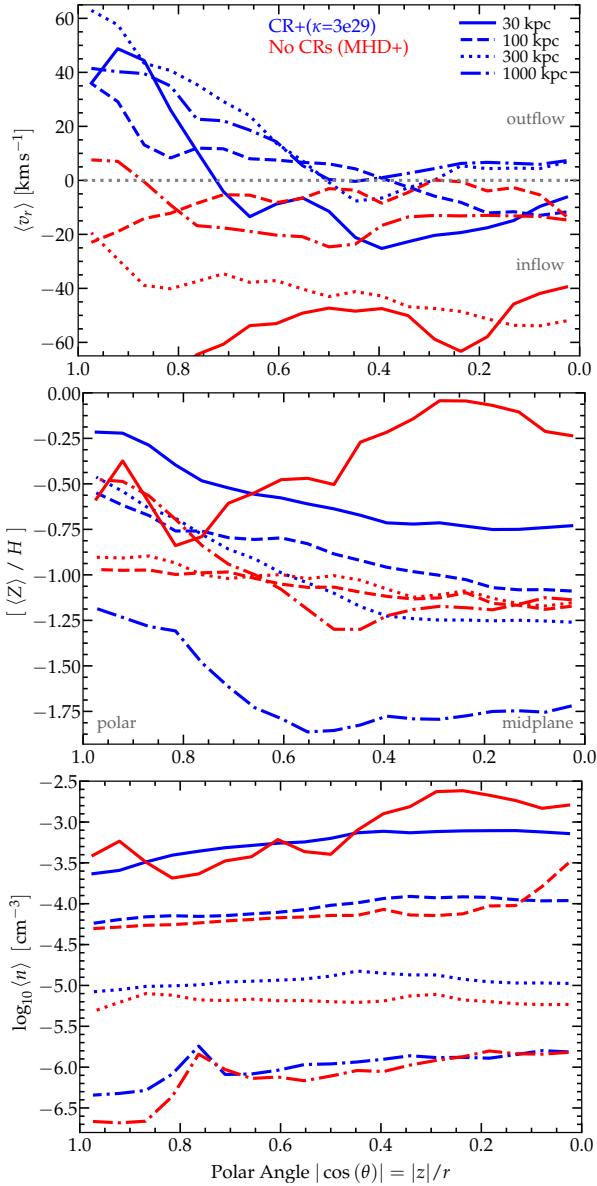 60
40
20
0
−20
−40
−60
⟨v_r⟩ [km s⁻¹]
CR+(κ=3e29)
No CRs (MHD+)
30 kpc
100 kpc
300 kpc
1000 kpc
outflow
inflow
1.0 0.8 0.6 0.4 0.2 0.0
0.00
−0.25
−0.50
−0.75
−1.00
−1.25
−1.50
−1.75
[ ⟨Z⟩ / H ]
polar
midplane
1.0 0.8 0.6 0.4 0.2 0.0
−2.5
−3.0
−3.5
−4.0
−4.5
−5.0
−5.5
−6.0
−6.5
log₁₀ ⟨n⟩ [cm⁻³]
1.0 0.8 0.6 0.4 0.2 0.0
Polar Angle |cos (θ)| = |z|/r